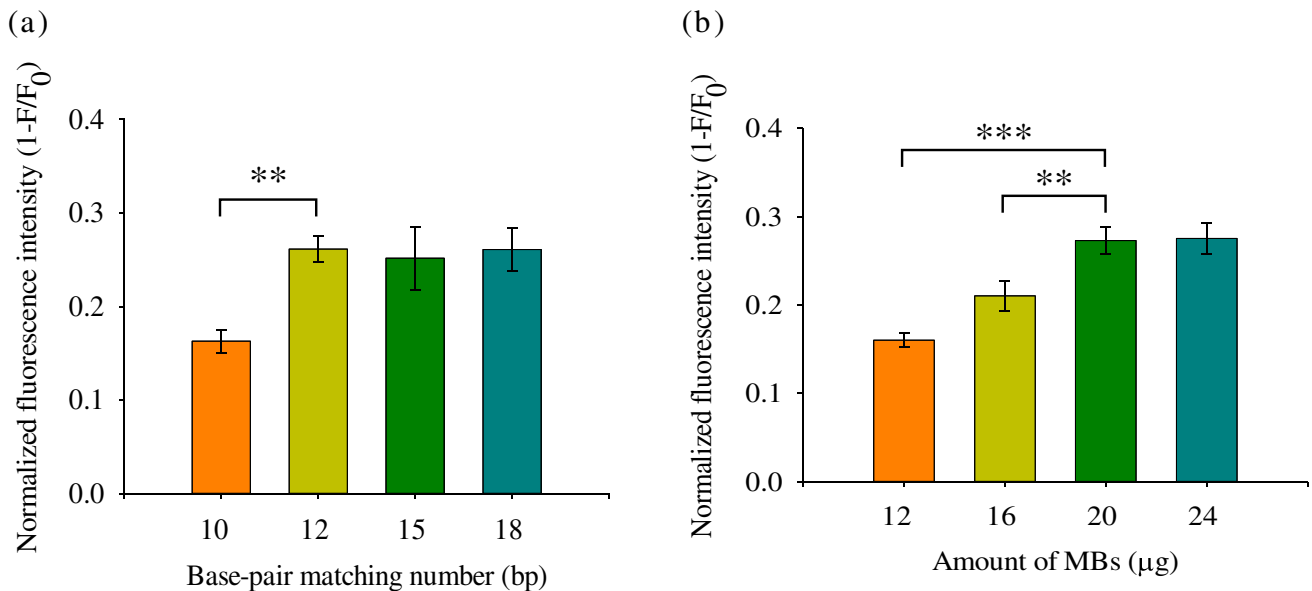 (a)
Normalized fluorescence intensity (1-F/F0)
0.4
0.3
0.2
0.1
0.0
**
10 12 15 18
Base-pair matching number (bp)
(b)
Normalized fluorescence intensity (1-F/F0)
0.4
0.3
0.2
0.1
0.0
***
**
12 16 20 24
Amount of MBs (μg)